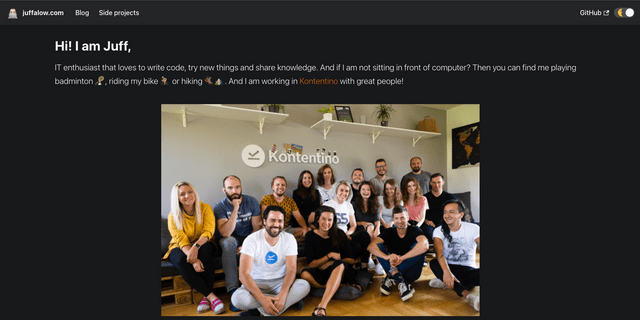 juffalow.com Blog Side projects GitHub
Hi! I am Juff,
IT enthusiast that loves to write code, try new things and share knowledge. And if I am not sitting in front of computer? Then you can find me playing
badminton 🏸, riding my bike 🚴 or hiking 🥾⛰️. And I am working in Kontentino with great people!
Kontentino